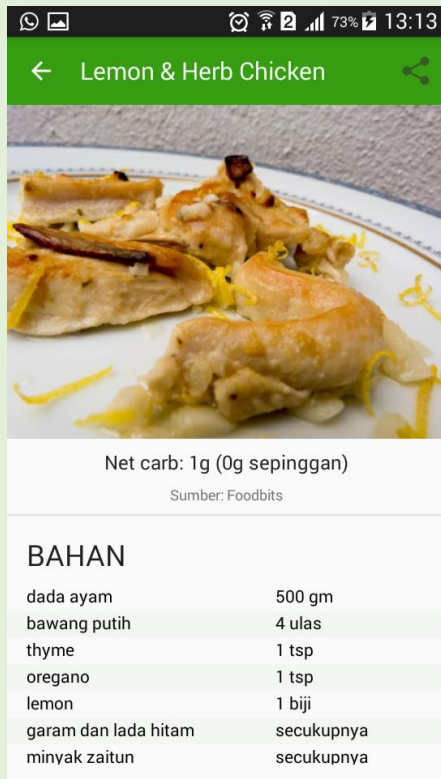 2 73% 13:13
Lemon & Herb Chicken
Net carb: 1g (0g sepinggan)
Sumber: Foodbits
BAHAN
dada ayam 500 gm
bawang putih 4 ulas
thyme 1 tsp
oregano 1 tsp
lemon 1 biji
garam dan lada hitam secukupnya
minyak zaitun secukupnya